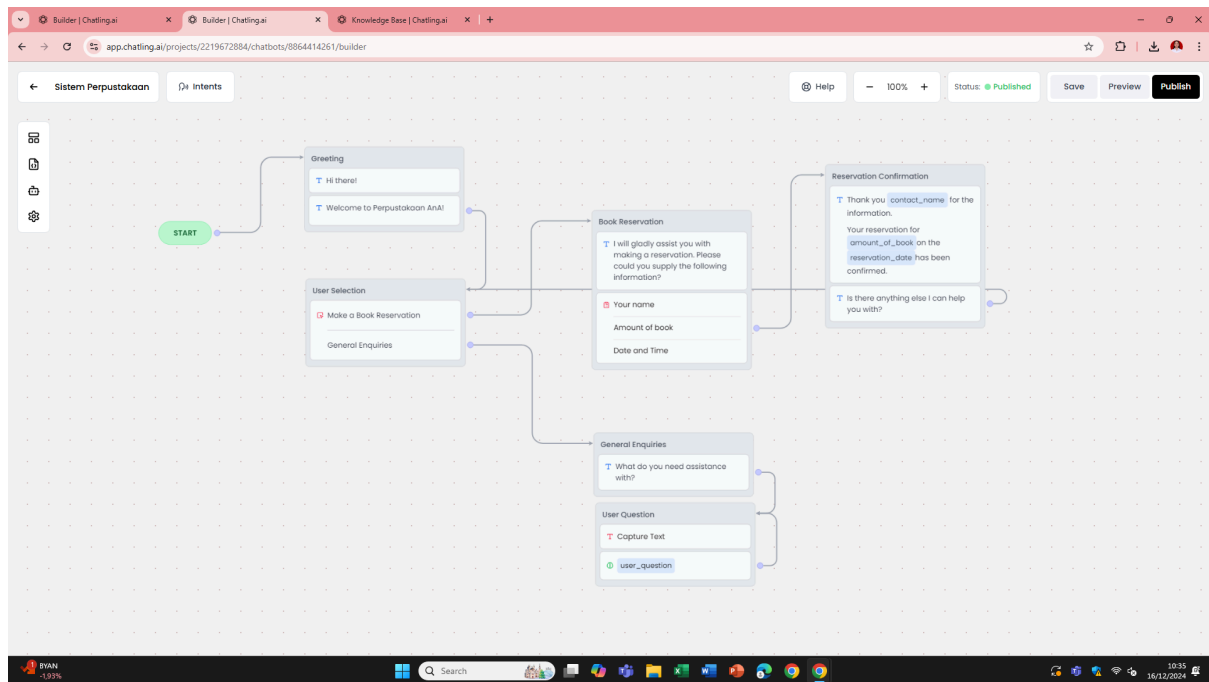 Builder | Chatling.ai
Builder | Chatling.ai
Knowledge Base | Chatling.ai
app.chatling.ai/projects/2219672884/chatbots/8864414261/builder
Sistem Perpustakaan
Intents
Help
100%
Status: Published
Save
Preview
Publish
START
Greeting
Hi there!
Welcome to Perpustakaan AnA!
User Selection
Make a Book Reservation
General Enquiries
Book Reservation
I will gladly assist you with
making a reservation. Please
could you supply the following
information?
Your name
Amount of book
Date and Time
Reservation Confirmation
Thank you contact_name for the
information.
Your reservation for
amount_of_book on the
reservation_date has been
confirmed.
Is there anything else I can help
you with?
General Enquiries
What do you need assistance
with?
User Question
Capture Text
user_question
1
BYAN
-1,93%
Search
10:35
16/12/2024